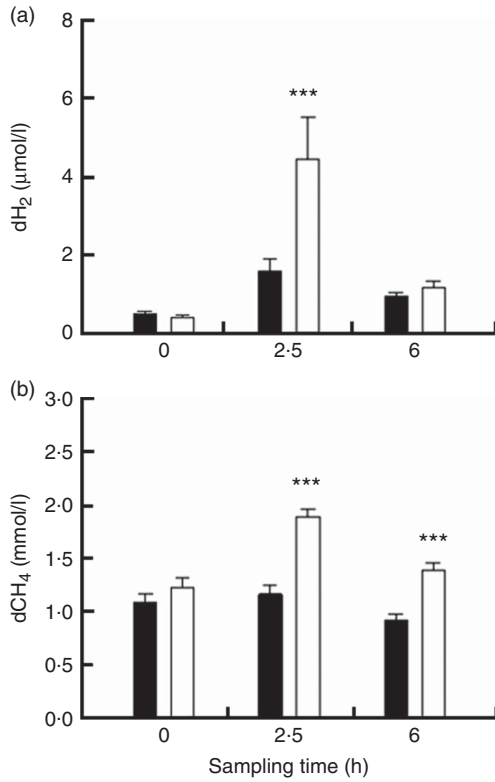 (a)
8
6
4
2
0
dH₂ (μmol/l)
***
0 2·5 6
(b)
3·0
2·5
2·0
1·5
1·0
0·5
0·0
dCH₄ (mmol/l)
***
***
0 2·5 6
Sampling time (h)